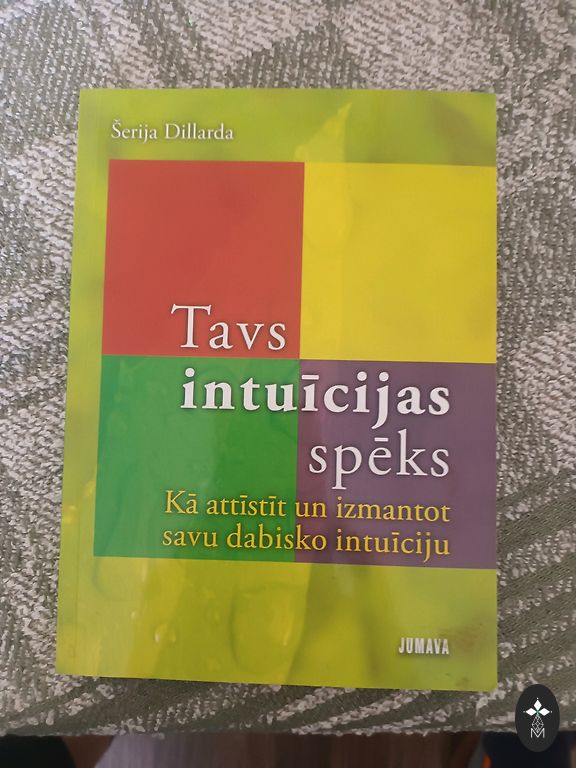 Šerija Dillarda
Tavs
intuīcijas
spēks
Kā attīstīt un izmantot
savu dabisko intuīciju
JUMAVA
M